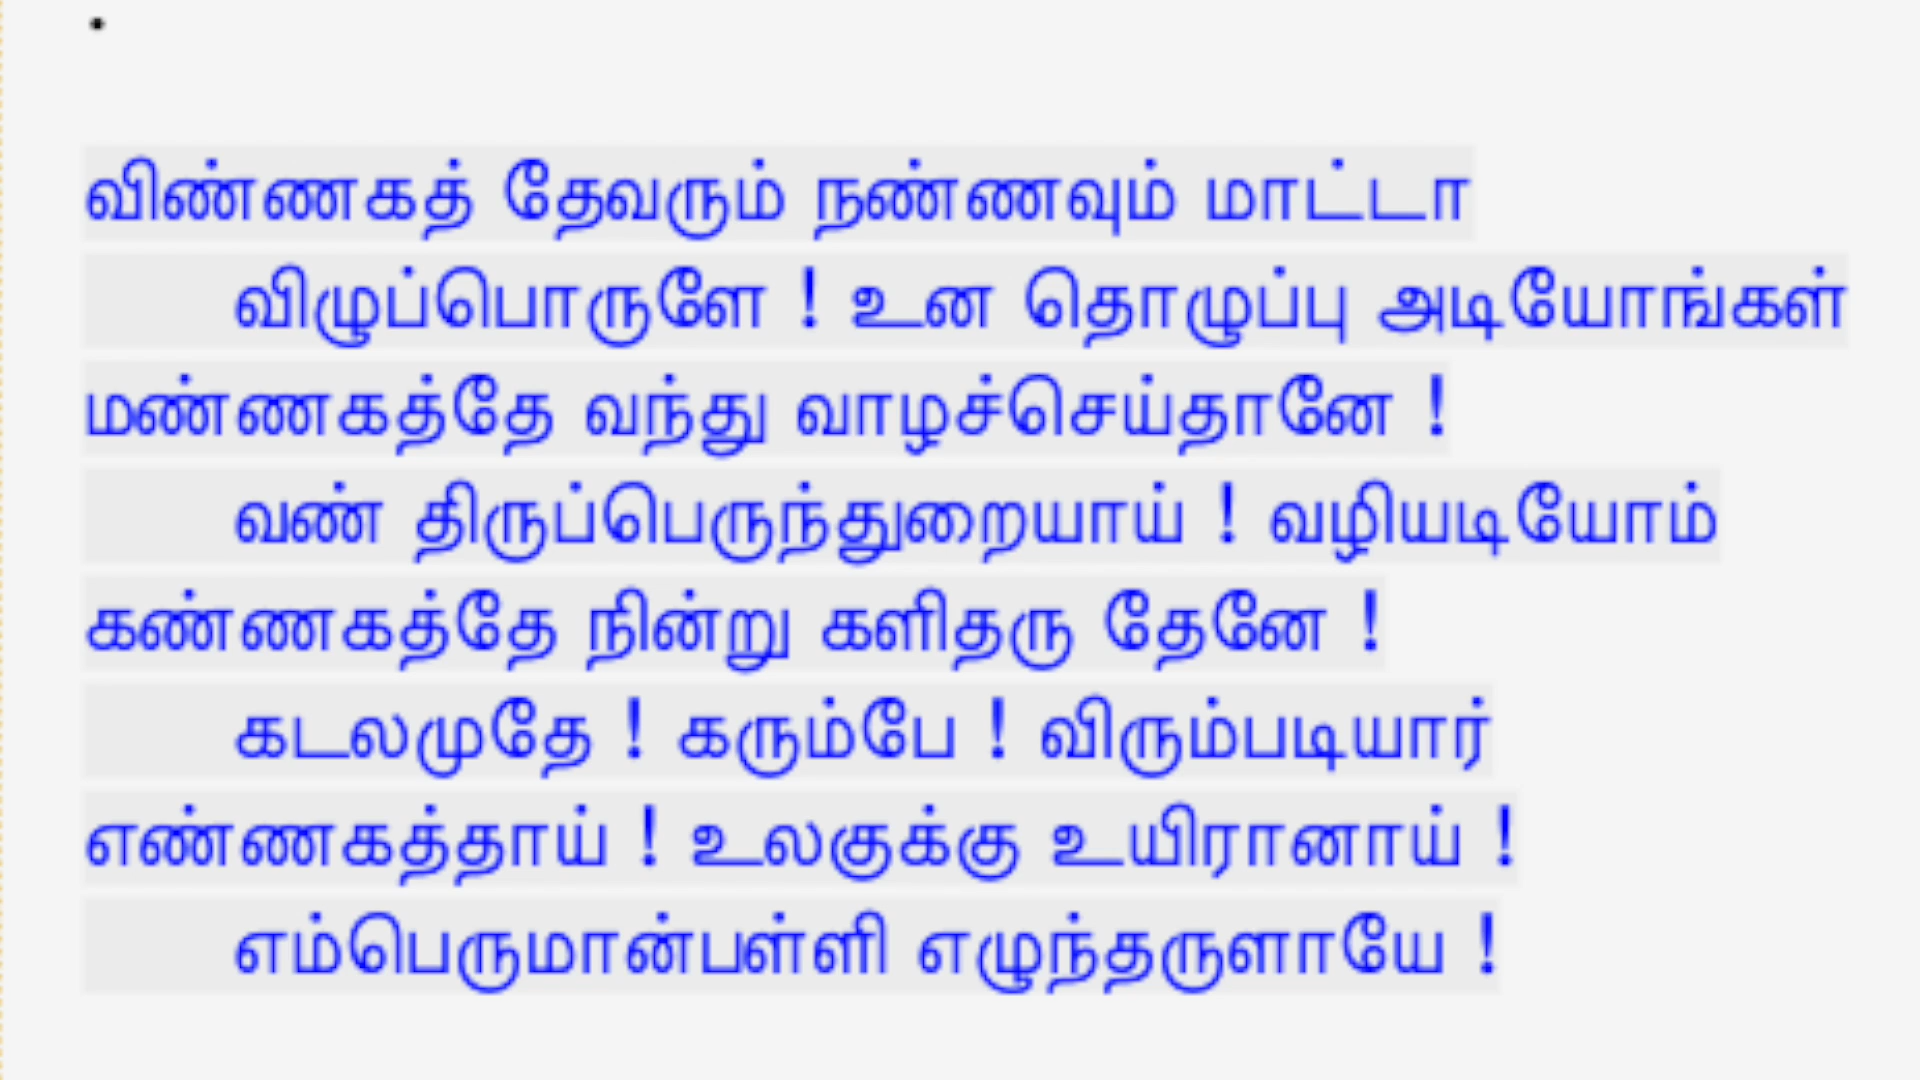 விண்ணகத் தேவரும் நண்ணவும் மாட்டா
விழுப்பொருளே ! உன தொழுப்பு அடியோங்கள்
மண்ணகத்தே வந்து வாழச்செய்தானே !
வண் திருப்பெருந்துறையாய் ! வழியடியோம்
கண்ணகத்தே நின்று களிதரு தேனே !
கடலமுதே ! கரும்பே ! விரும்படியார்
எண்ணகத்தாய் ! உலகுக்கு உயிரானாய் !
எம்பெருமான்பள்ளி எழுந்தருளாயே !